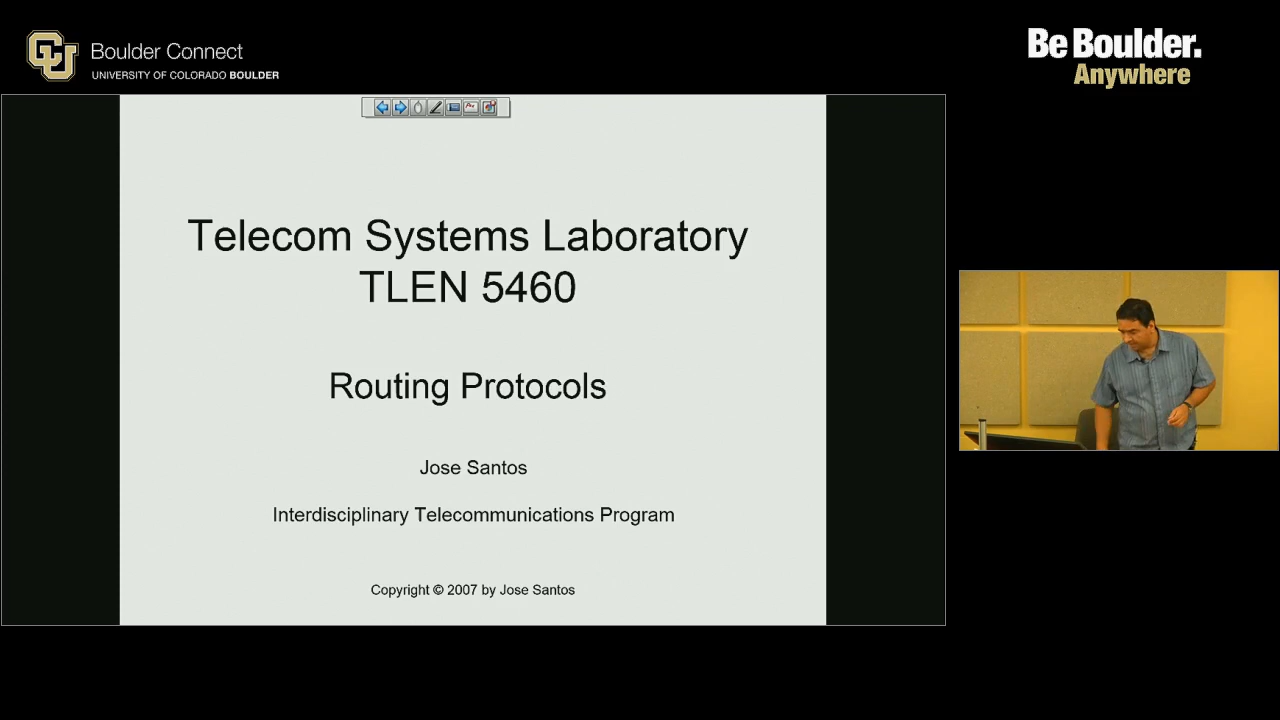 Boulder Connect
UNIVERSITY OF COLORADO BOULDER
Be Boulder.
Anywhere
Telecom Systems Laboratory
TLEN 5460
Routing Protocols
Jose Santos
Interdisciplinary Telecommunications Program
Copyright © 2007 by Jose Santos